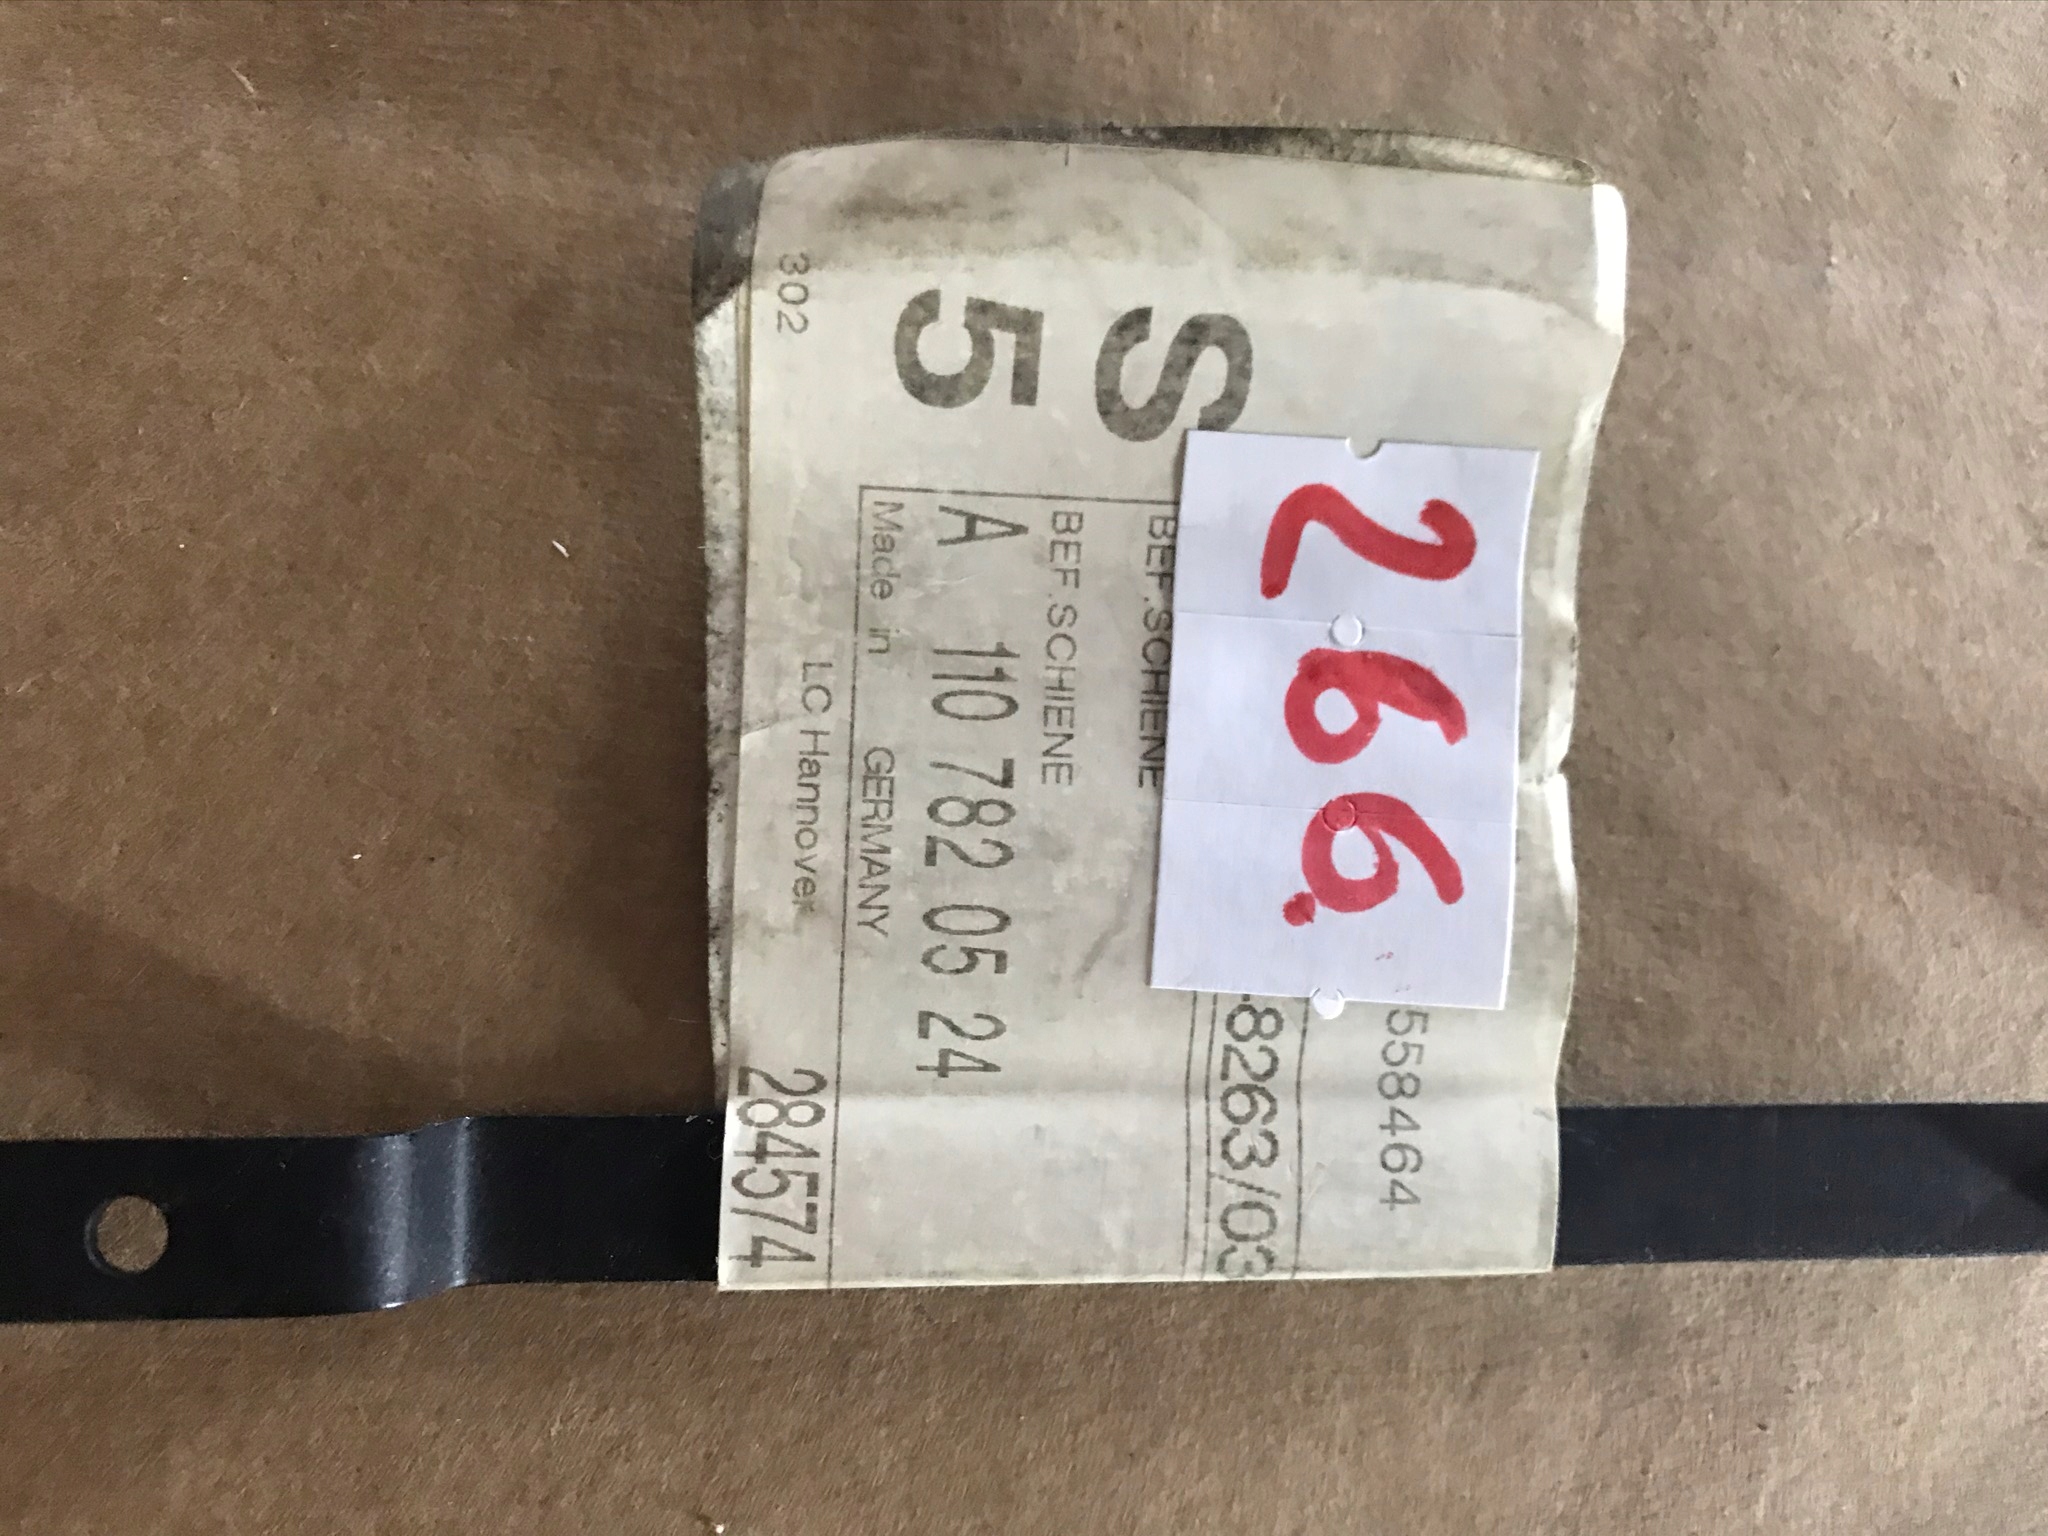 266.
558464
-8263/03
S
5
BEF.SCHIENE
BEF.SCHIENE
A 110 782 05 24
Made in GERMANY
302
LC Hannover
284574